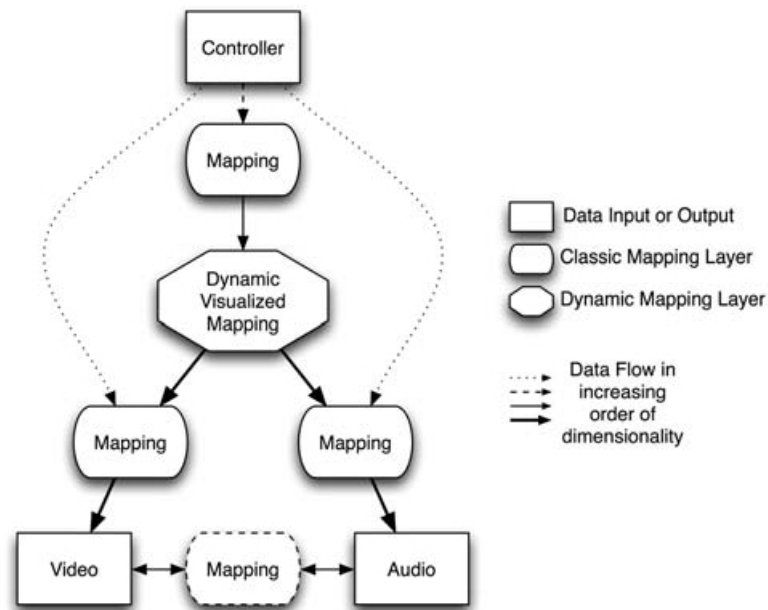 Controller
Mapping
Dynamic
Visualized
Mapping
Mapping
Mapping
Video
Mapping
Audio
Data Input or Output
Classic Mapping Layer
Dynamic Mapping Layer
Data Flow in
increasing
order of
dimensionality